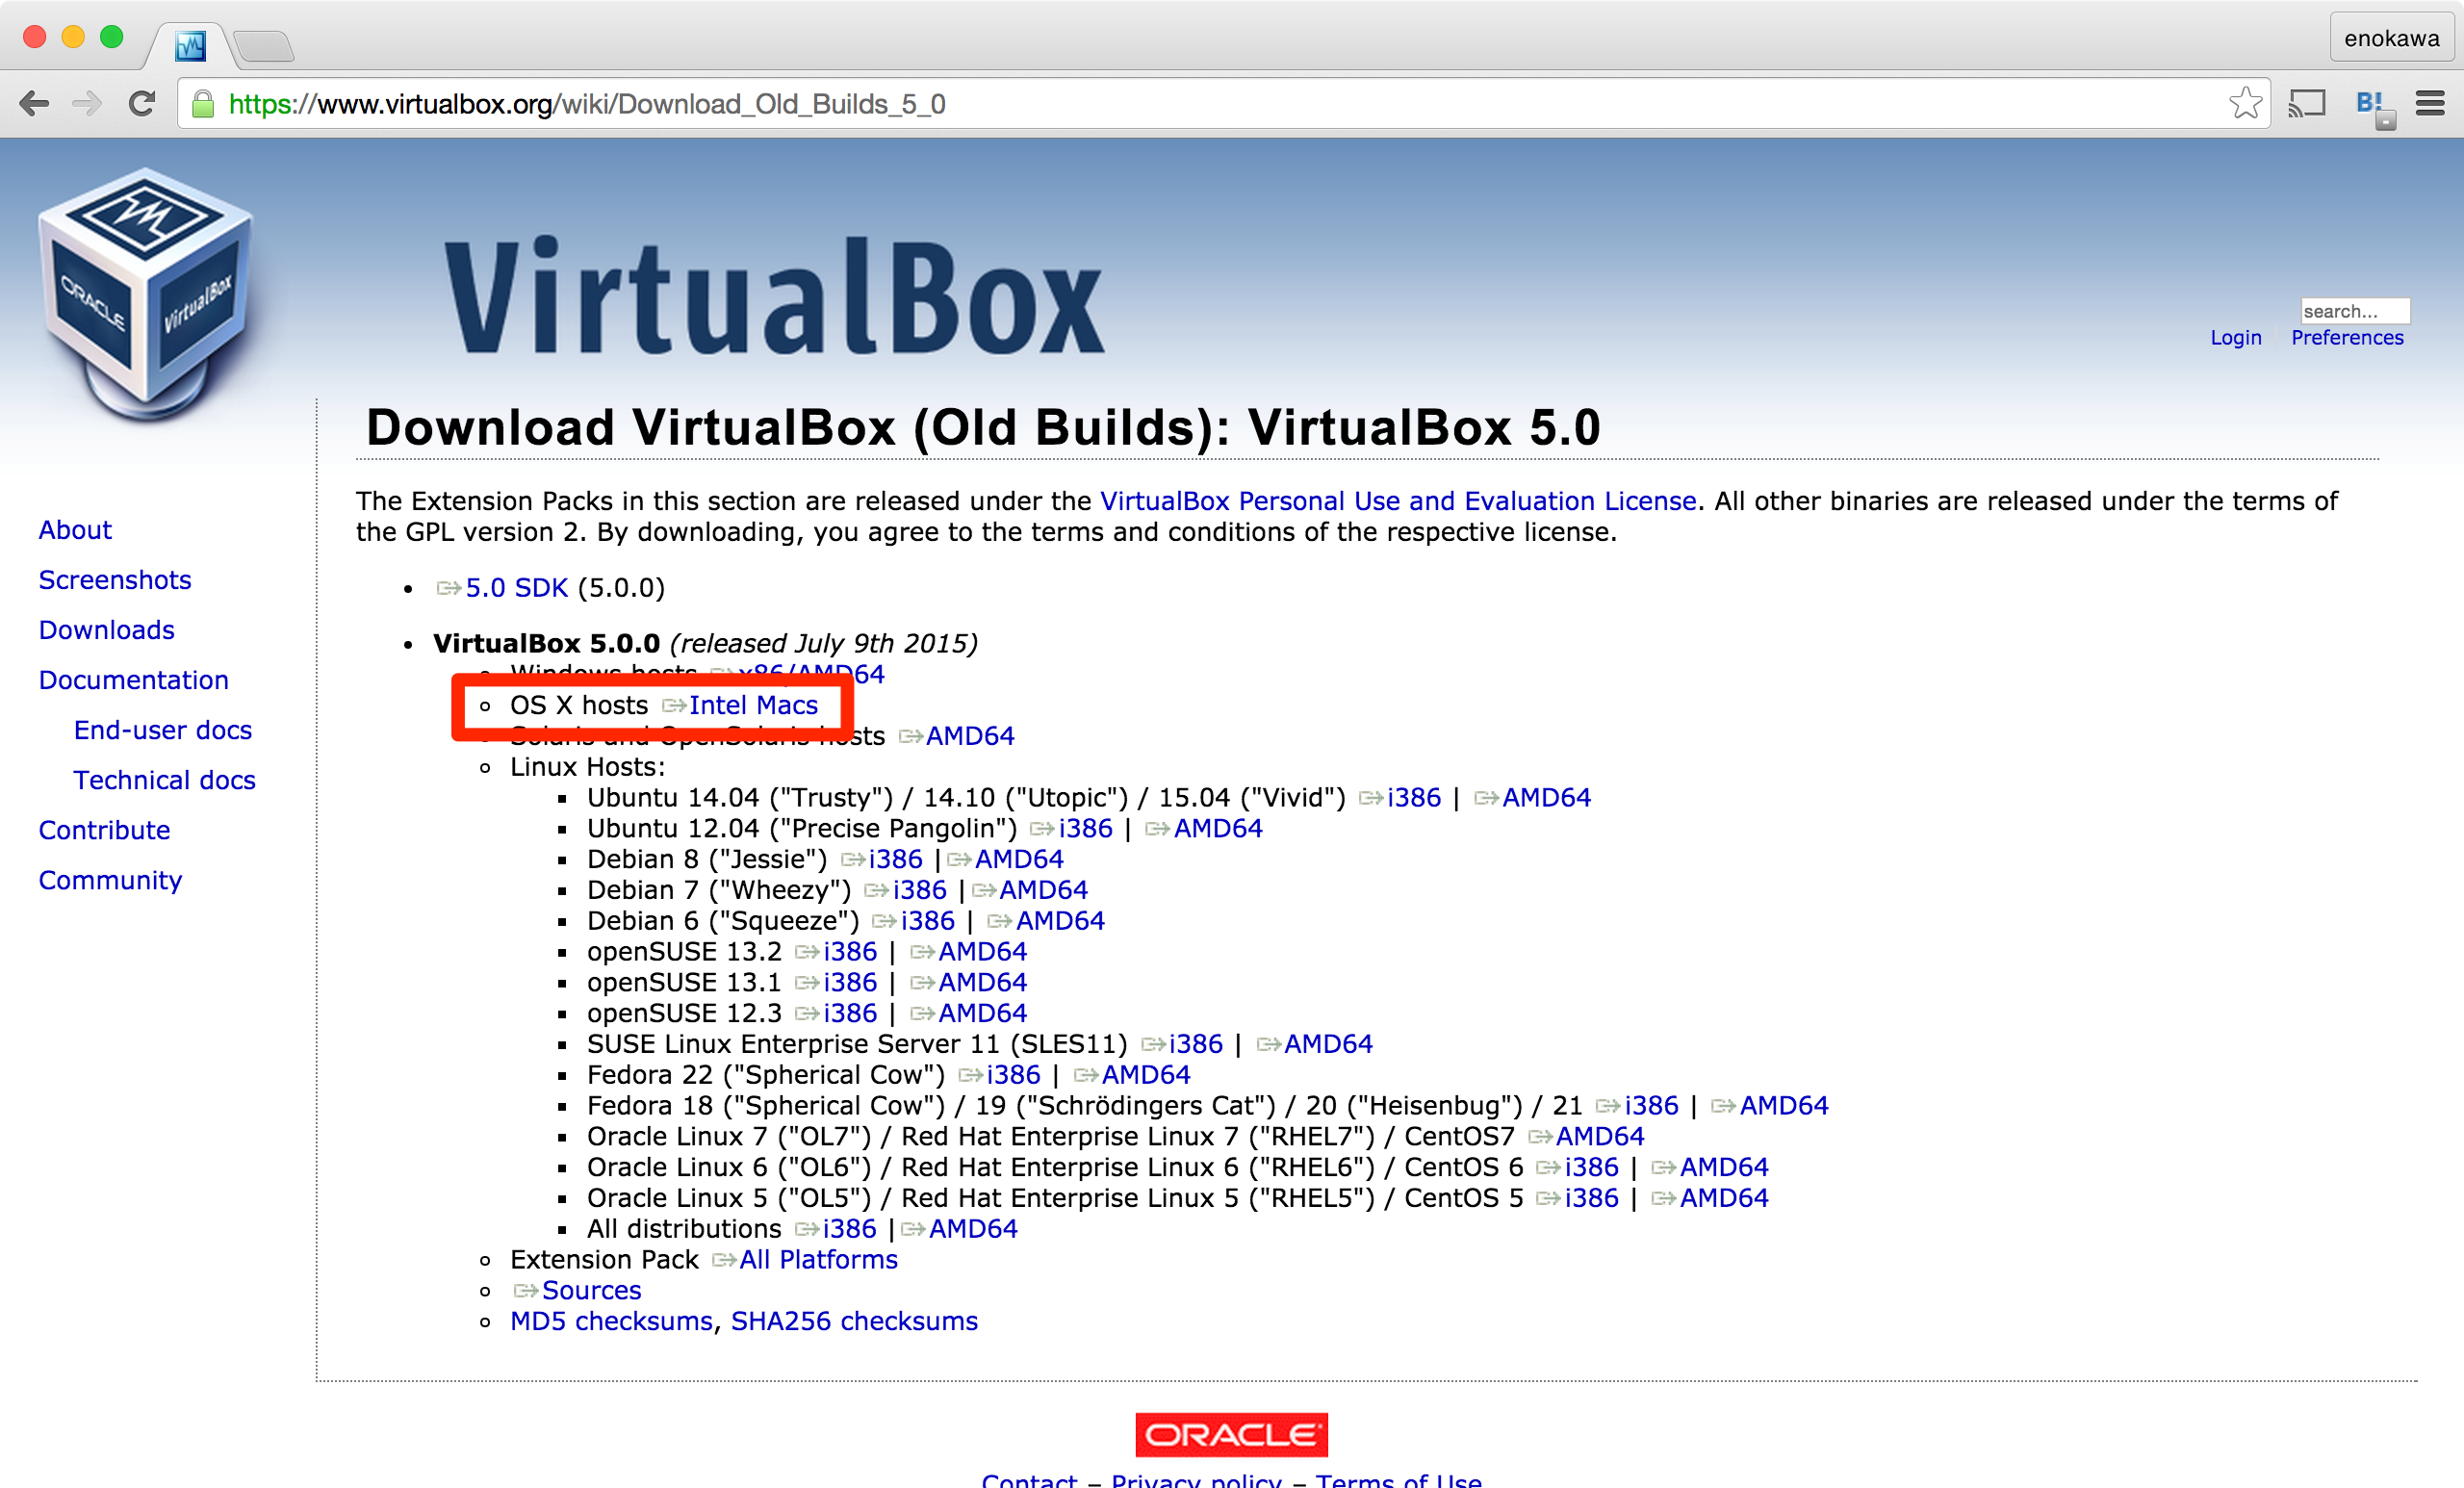 enokawa
https://www.virtualbox.org/wiki/Download_Old_Builds_5_0
B!
ORACLE
VirtualBox
VirtualBox
search...
Login
Preferences
Download VirtualBox (Old Builds): VirtualBox 5.0
The Extension Packs in this section are released under the VirtualBox Personal Use and Evaluation License. All other binaries are released under the terms of
the GPL version 2. By downloading, you agree to the terms and conditions of the respective license.
About
Screenshots
Downloads
Documentation
End-user docs
Technical docs
Contribute
Community
5.0 SDK (5.0.0)
VirtualBox 5.0.0 (released July 9th 2015)
Windows hosts x86/AMD64
OS X hosts Intel Macs
Solaris and OpenSolaris hosts AMD64
Linux Hosts:
Ubuntu 14.04 ("Trusty") / 14.10 ("Utopic") / 15.04 ("Vivid") i386 | AMD64
Ubuntu 12.04 ("Precise Pangolin") i386 | AMD64
Debian 8 ("Jessie") i386 | AMD64
Debian 7 ("Wheezy") i386 | AMD64
Debian 6 ("Squeeze") i386 | AMD64
openSUSE 13.2 i386 | AMD64
openSUSE 13.1 i386 | AMD64
openSUSE 12.3 i386 | AMD64
SUSE Linux Enterprise Server 11 (SLES11) i386 | AMD64
Fedora 22 ("Spherical Cow") i386 | AMD64
Fedora 18 ("Spherical Cow") / 19 ("Schrödingers Cat") / 20 ("Heisenbug") / 21 i386 | AMD64
Oracle Linux 7 ("OL7") / Red Hat Enterprise Linux 7 ("RHEL7") / CentOS7 AMD64
Oracle Linux 6 ("OL6") / Red Hat Enterprise Linux 6 ("RHEL6") / CentOS 6 i386 | AMD64
Oracle Linux 5 ("OL5") / Red Hat Enterprise Linux 5 ("RHEL5") / CentOS 5 i386 | AMD64
All distributions i386 | AMD64
Extension Pack All Platforms
Sources
MD5 checksums, SHA256 checksums
ORACLE
Contact – Privacy policy – Terms of Use